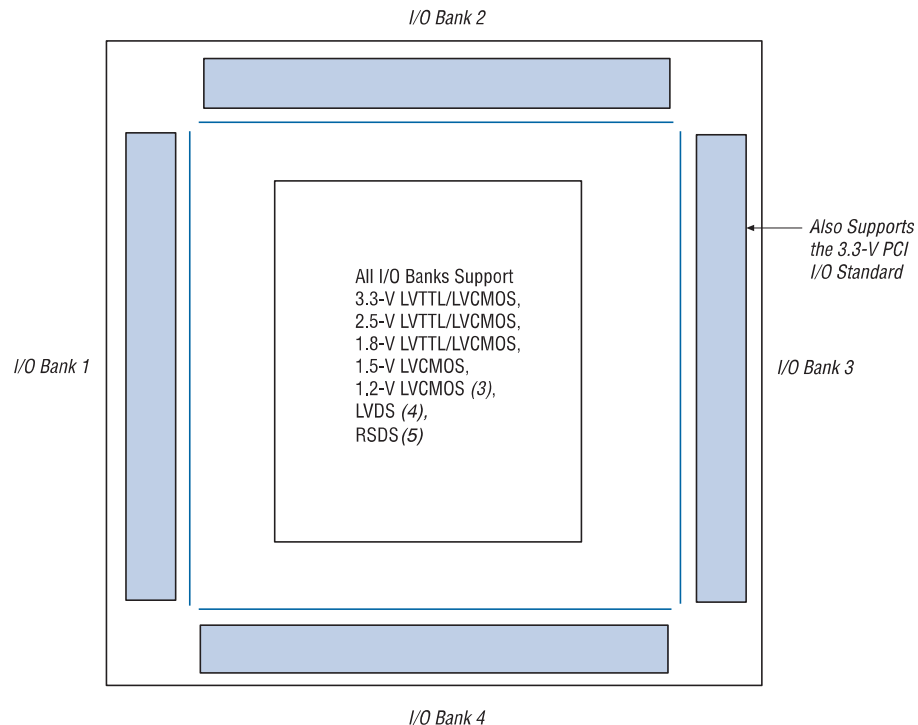 I/O Bank 2
Also Supports
the 3.3-V PCI
I/O Standard
All I/O Banks Support
3.3-V LVTTL/LVCMOS,
2.5-V LVTTL/LVCMOS,
1.8-V LVTTL/LVCMOS,
1.5-V LVCMOS,
1.2-V LVCMOS (3),
LVDS (4),
RSDS(5)
I/O Bank 1
I/O Bank 3
I/O Bank 4